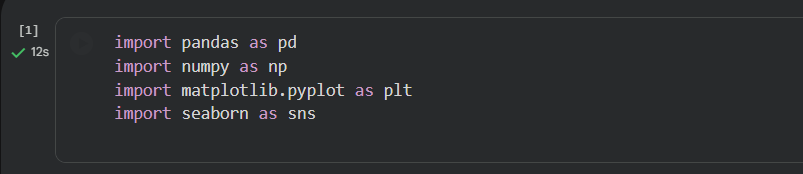 [1]
12s
import pandas as pd
import numpy as np
import matplotlib.pyplot as plt
import seaborn as sns